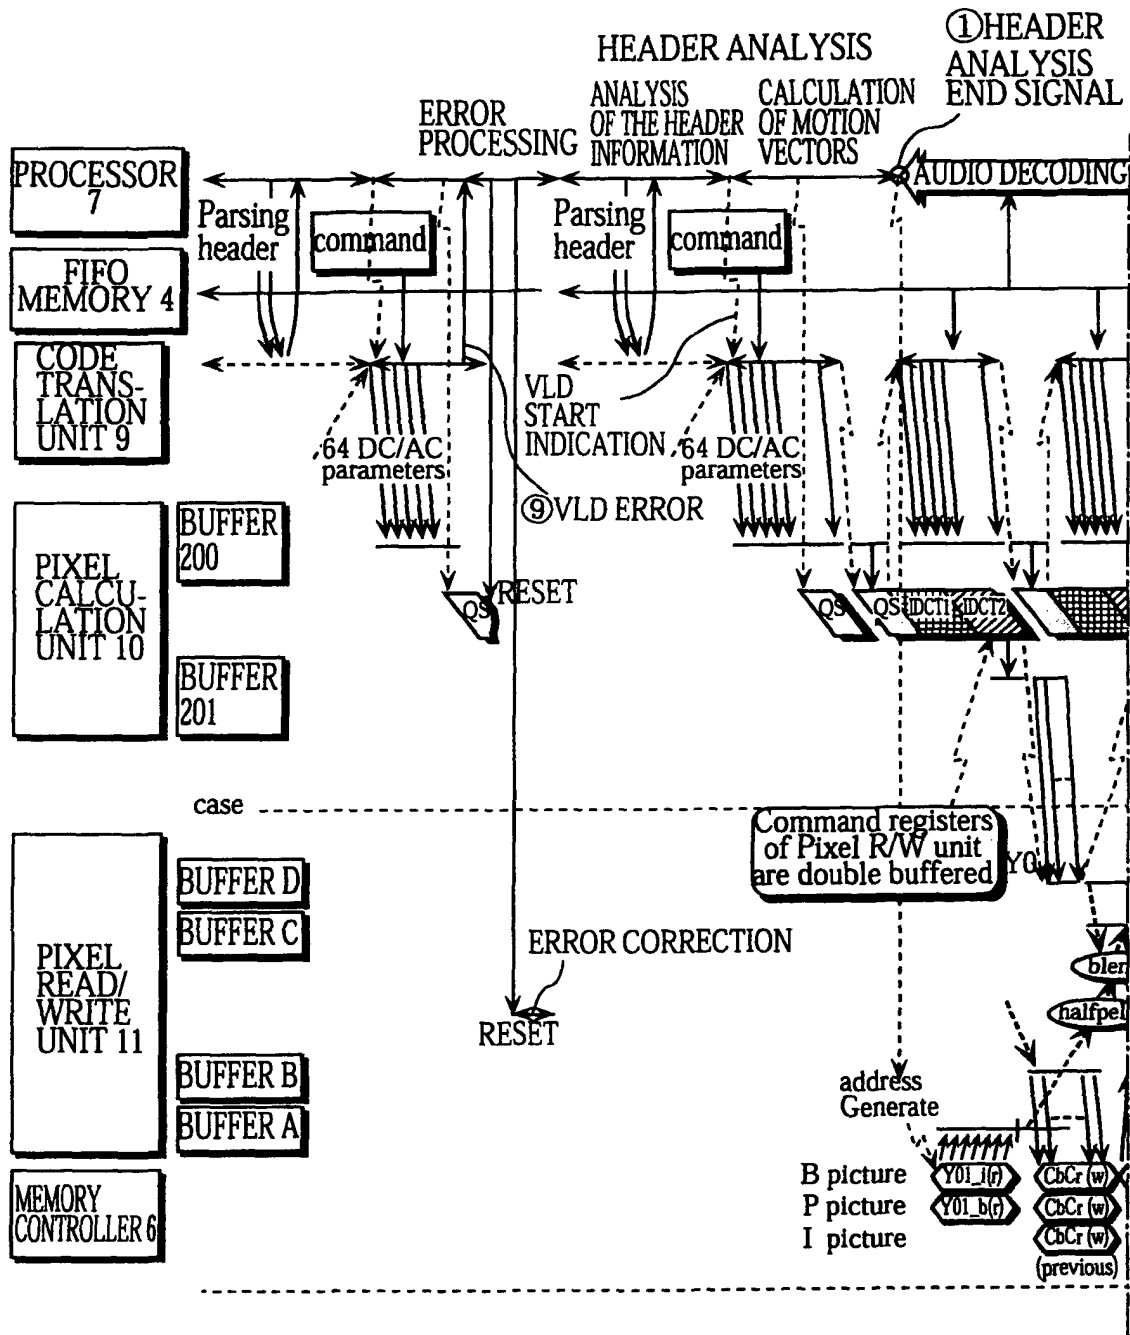 ①HEADER
ANALYSIS
END SIGNAL
HEADER ANALYSIS
ERROR
PROCESSING
ANALYSIS
OF THE HEADER
INFORMATION
CALCULATION
OF MOTION
VECTORS
PROCESSOR
7
AUDIO DECODING
Parsing
header
command
Parsing
header
command
FIFO
MEMORY 4
CODE
TRANS-
LATION
UNIT 9
VLD
START
INDICATION
64 DC/AC
parameters
64 DC/AC
parameters
⑨VLD ERROR
PIXEL
CALCU-
LATION
UNIT 10
BUFFER
200
BUFFER
201
QS
RESET
QS
QS
IDCT1
IDCT2
case
Command registers
of Pixel R/W unit
are double buffered
Y0
PIXEL
READ/
WRITE
UNIT 11
BUFFER D
BUFFER C
BUFFER B
BUFFER A
ERROR CORRECTION
RESET
blen
halfpel
address
Generate
MEMORY
CONTROLLER 6
B picture
Y01_i(r)
CbCr (w)
P picture
Y01_b(r)
CbCr (w)
I picture
CbCr (w)
(previous)